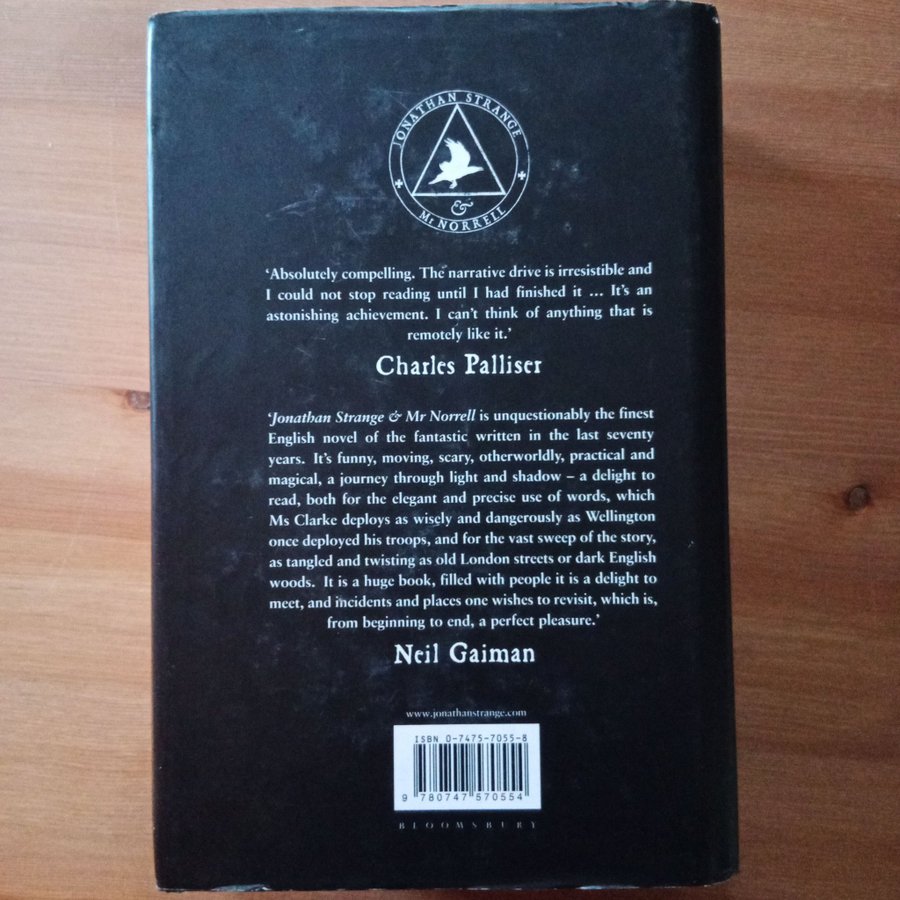 JONATHAN STRANGE
&
Mr NORRELL
‘Absolutely compelling. The narrative drive is irresistible and
I could not stop reading until I had finished it ... It’s an
astonishing achievement. I can’t think of anything that is
remotely like it.’
Charles Palliser
‘Jonathan Strange & Mr Norrell is unquestionably the finest
English novel of the fantastic written in the last seventy
years. It’s funny, moving, scary, otherworldly, practical and
magical, a journey through light and shadow – a delight to
read, both for the elegant and precise use of words, which
Ms Clarke deploys as wisely and dangerously as Wellington
once deployed his troops, and for the vast sweep of the story,
as tangled and twisting as old London streets or dark English
woods. It is a huge book, filled with people it is a delight to
meet, and incidents and places one wishes to revisit, which is,
from beginning to end, a perfect pleasure.’
Neil Gaiman
www.jonathanstrange.com
ISBN 0-7475-7055-8
9 780747 570554
BLOOMSBURY